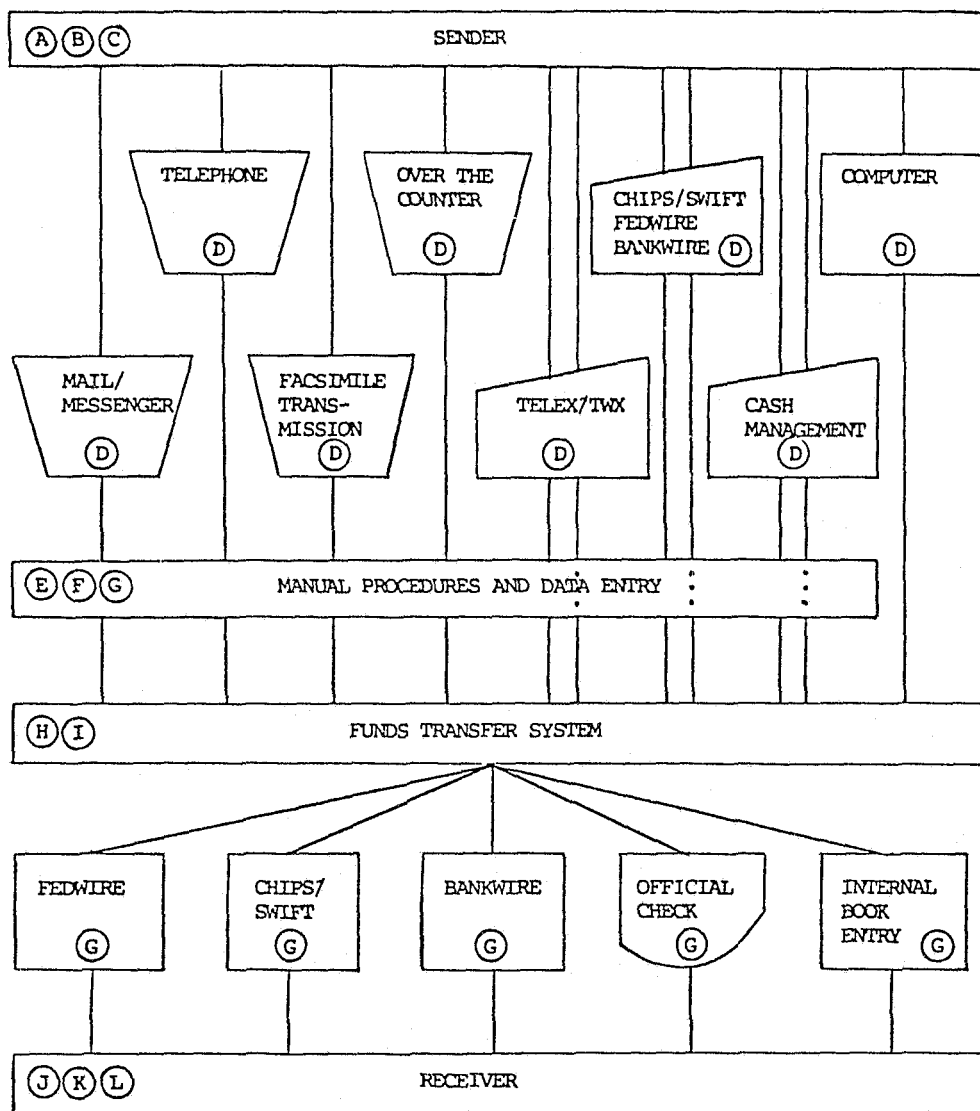 A B C SENDER
TELEPHONE
D
OVER THE
COUNTER
D
CHIPS/SWIFT
FEDWIRE
BANKWIRE D
COMPUTER
D
MAIL/
MESSENGER
D
FACSIMILE
TRANS-
MISSION
D
TELEX/TWX
D
CASH
MANAGEMENT
D
E F G MANUAL PROCEDURES AND DATA ENTRY
H I FUNDS TRANSFER SYSTEM
FEDWIRE
G
CHIPS/
SWIFT
G
BANKWIRE
G
OFFICIAL
CHECK
G
INTERNAL
BOOK
ENTRY G
J K L RECEIVER